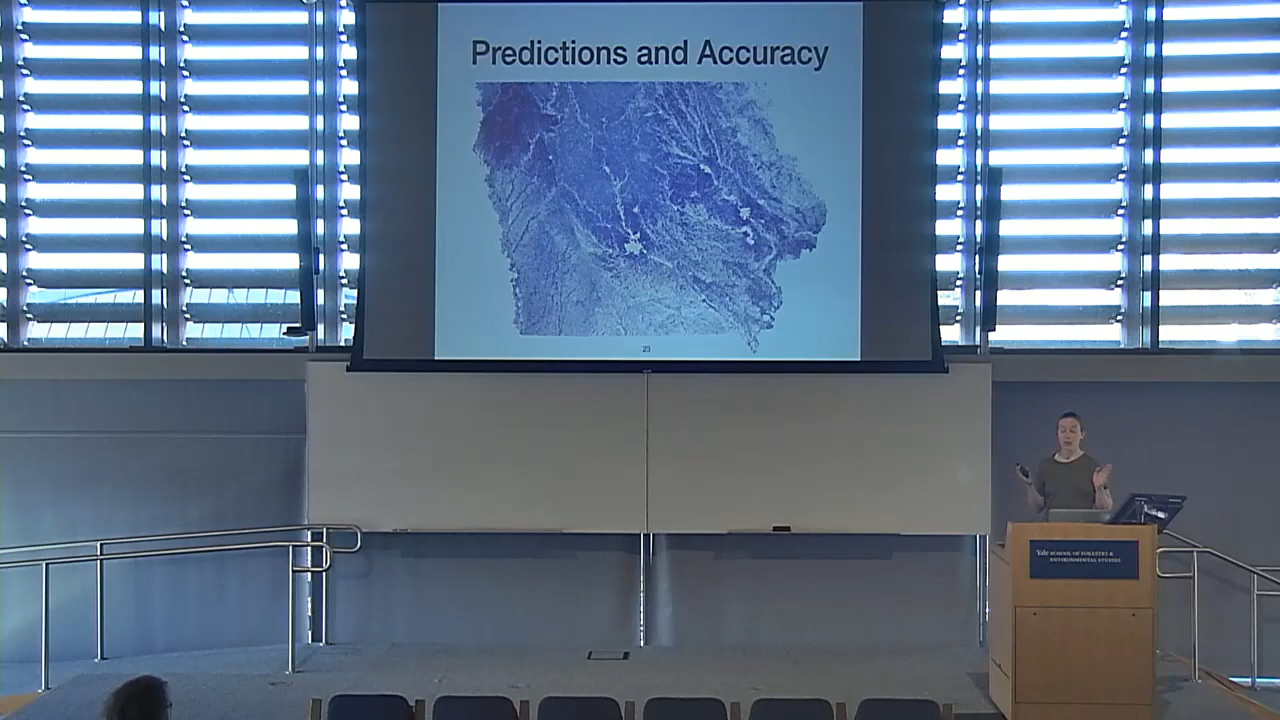 Predictions and Accuracy
23
Yale SCHOOL OF FORESTRY &
ENVIRONMENTAL STUDIES